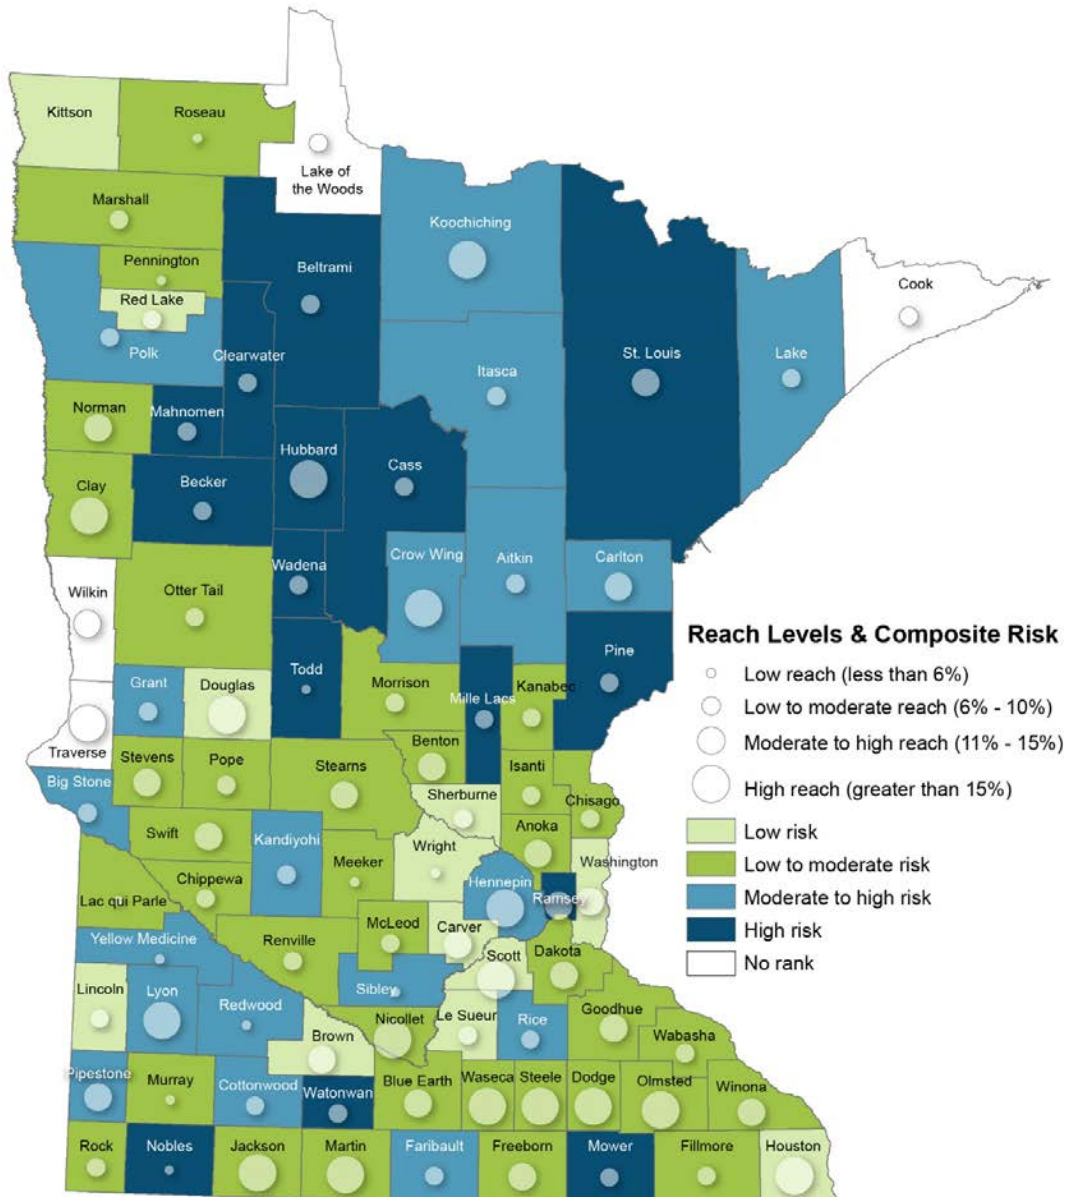 Kittson
Roseau
Lake of
the Woods
Marshall
Koochiching
Pennington
Beltrami
Cook
Red Lake
Polk
Clearwater
St. Louis
Lake
Itasca
Norman
Mahnomen
Hubbard
Cass
Clay
Becker
Crow Wing
Aitkin
Carlton
Wadena
Wilkin
Otter Tail
Reach Levels & Composite Risk
Low reach (less than 6%)
Low to moderate reach (6% - 10%)
Moderate to high reach (11% - 15%)
High reach (greater than 15%)
Low risk
Low to moderate risk
Moderate to high risk
High risk
No rank
Pine
Todd
Grant
Douglas
Morrison
Mille Lacs
Kanabec
Traverse
Benton
Stevens
Pope
Stearns
Isanti
Big Stone
Sherburne
Chisago
Swift
Kandiyohi
Anoka
Wright
Meeker
Washington
Chippewa
Hennepin
Ramsey
Lac qui Parle
McLeod
Yellow Medicine
Renville
Carver
Scott
Dakota
Lincoln
Lyon
Sibley
Redwood
Goodhue
Nicollet
Le Sueur
Rice
Brown
Wabasha
Pipestone
Murray
Cottonwood
Watonwan
Blue Earth
Waseca
Steele
Dodge
Olmsted
Winona
Rock
Nobles
Jackson
Martin
Faribault
Freeborn
Mower
Fillmore
Houston